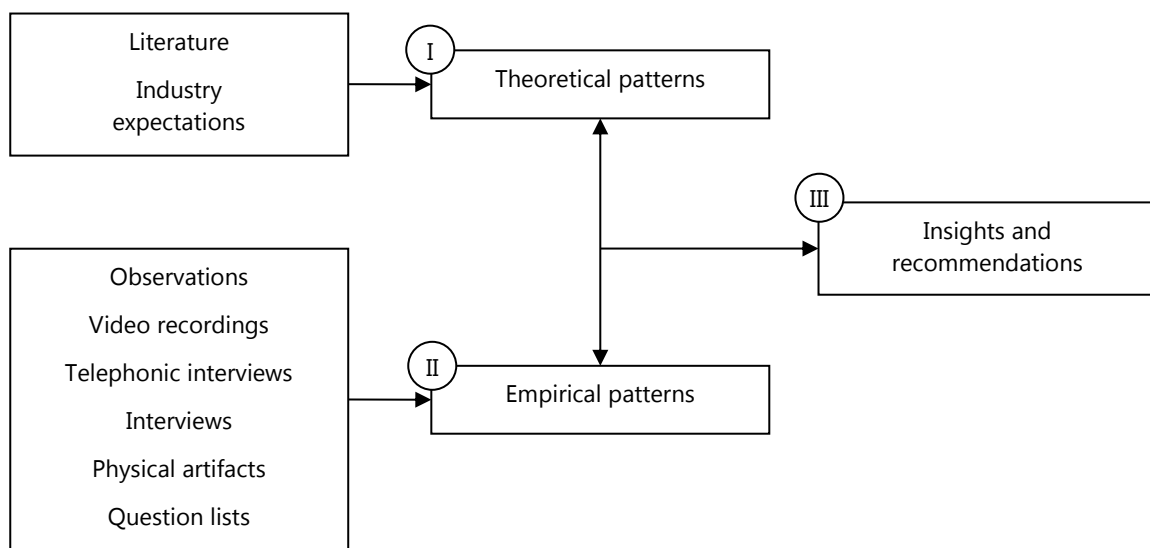 Literature
Industry
expectations
I
Theoretical patterns
III
Insights and
recommendations
Observations
Video recordings
Telephonic interviews
Interviews
Physical artifacts
Question lists
II
Empirical patterns